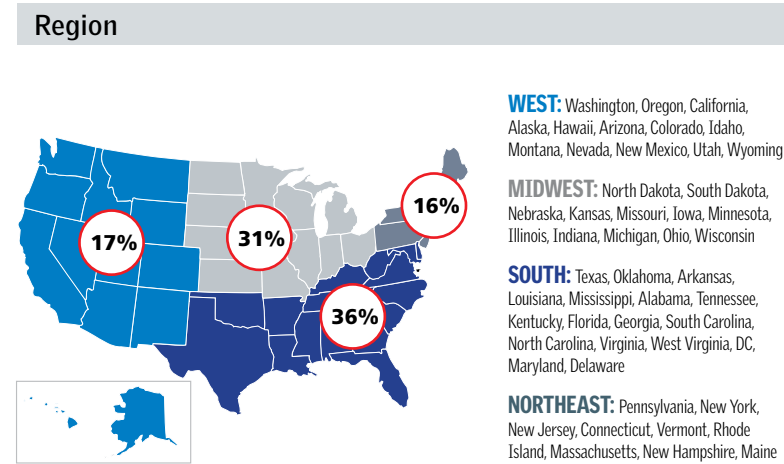 Region
WEST: Washington, Oregon, California,
Alaska, Hawaii, Arizona, Colorado, Idaho,
Montana, Nevada, New Mexico, Utah, Wyoming
16%
MIDWEST: North Dakota, South Dakota,
Nebraska, Kansas, Missouri, Iowa, Minnesota,
Illinois, Indiana, Michigan, Ohio, Wisconsin
17%
31%
SOUTH: Texas, Oklahoma, Arkansas,
Louisiana, Mississippi, Alabama, Tennessee,
Kentucky, Florida, Georgia, South Carolina,
North Carolina, Virginia, West Virginia, DC,
Maryland, Delaware
36%
NORTHEAST: Pennsylvania, New York,
New Jersey, Connecticut, Vermont, Rhode
Island, Massachusetts, New Hampshire, Maine